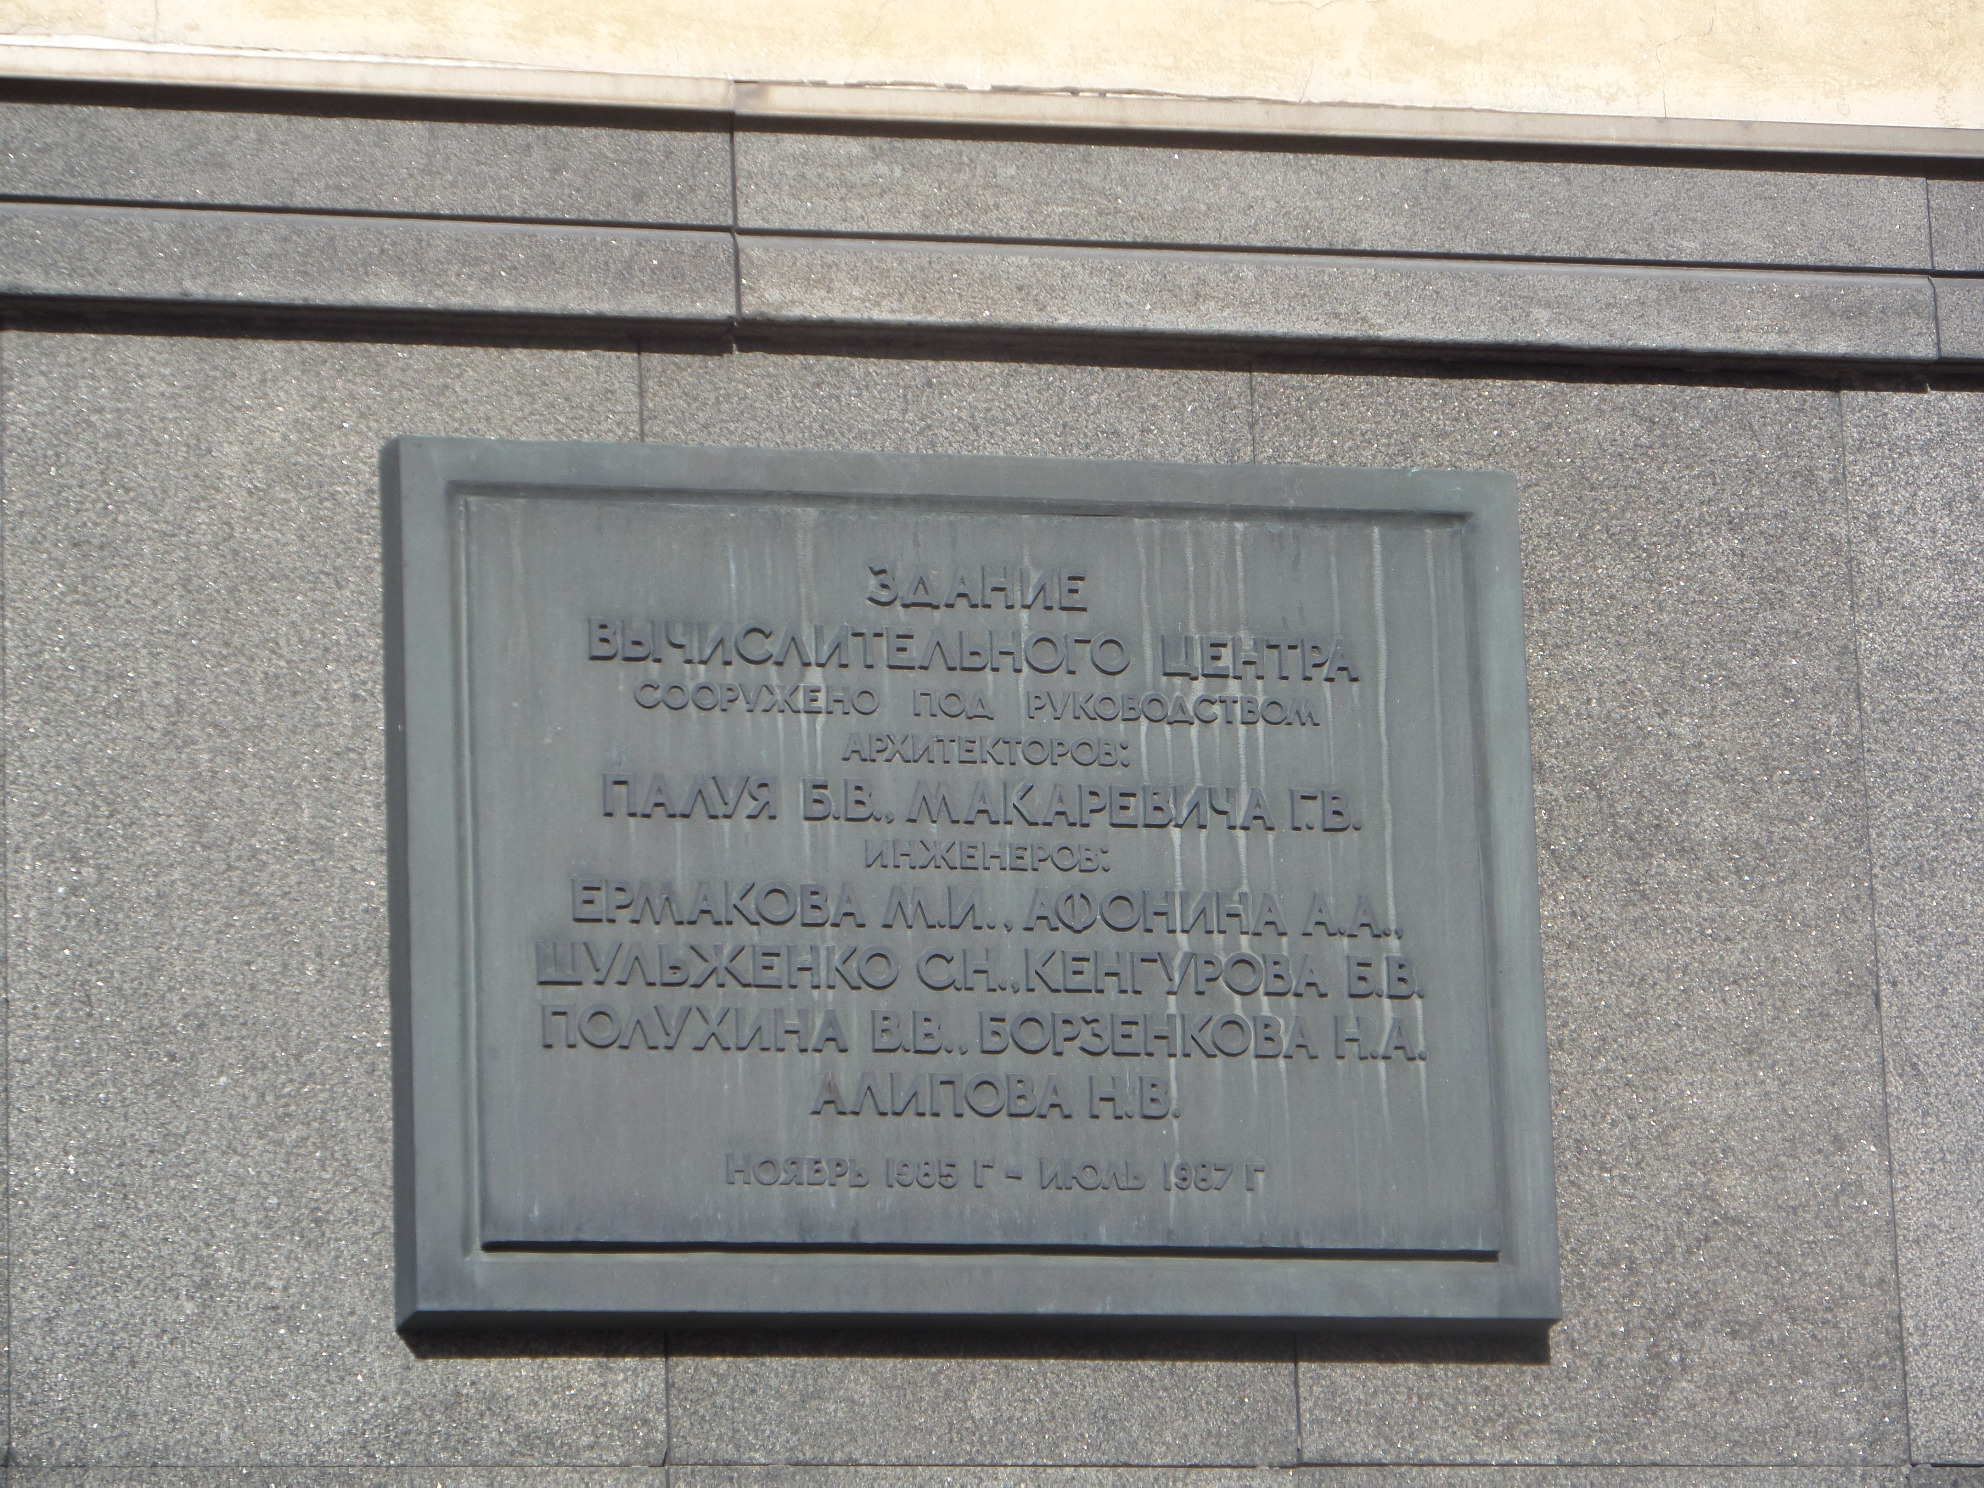 ЗДАНИЕ
ВЫЧИСЛИТЕЛЬНОГО ЦЕНТРА
СООРУЖЕНО ПОД РУКОВОДСТВОМ
АРХИТЕКТОРОВ:
ПАЛУЯ Б.В., МАКАРЕВИЧА Г.В.
ИНЖЕНЕРОВ:
ЕРМАКОВА М.И., АФОНИНА А.А.,
ШУЛЬЖЕНКО С.Н., КЕНГУРОВА Б.В.
ПОЛУХИНА В.В., БОРЗЕНКОВА Н.А.
АЛИПОВА Н.В.
НОЯБРЬ 1985 Г – ИЮЛЬ 1987 Г